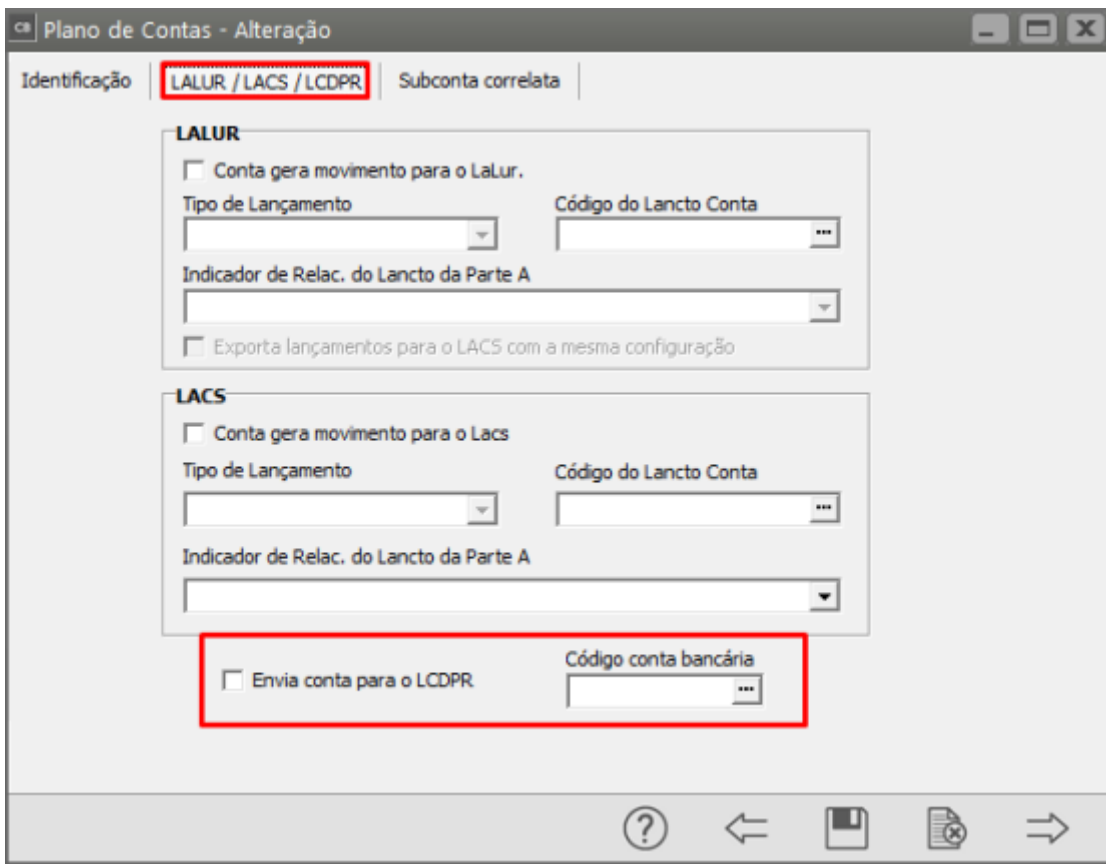 CB Plano de Contas - Alteração
Identificação LALUR / LACS / LCDPR Subconta correlata
LALUR
Conta gera movimento para o LaLur.
Tipo de Lançamento Código do Lancto Conta
...
Indicador de Relac. do Lancto da Parte A
Exporta lançamentos para o LACS com a mesma configuração
LACS
Conta gera movimento para o Lacs
Tipo de Lançamento Código do Lancto Conta
...
Indicador de Relac. do Lancto da Parte A
Código conta bancária
Envia conta para o LCDPR ...
?